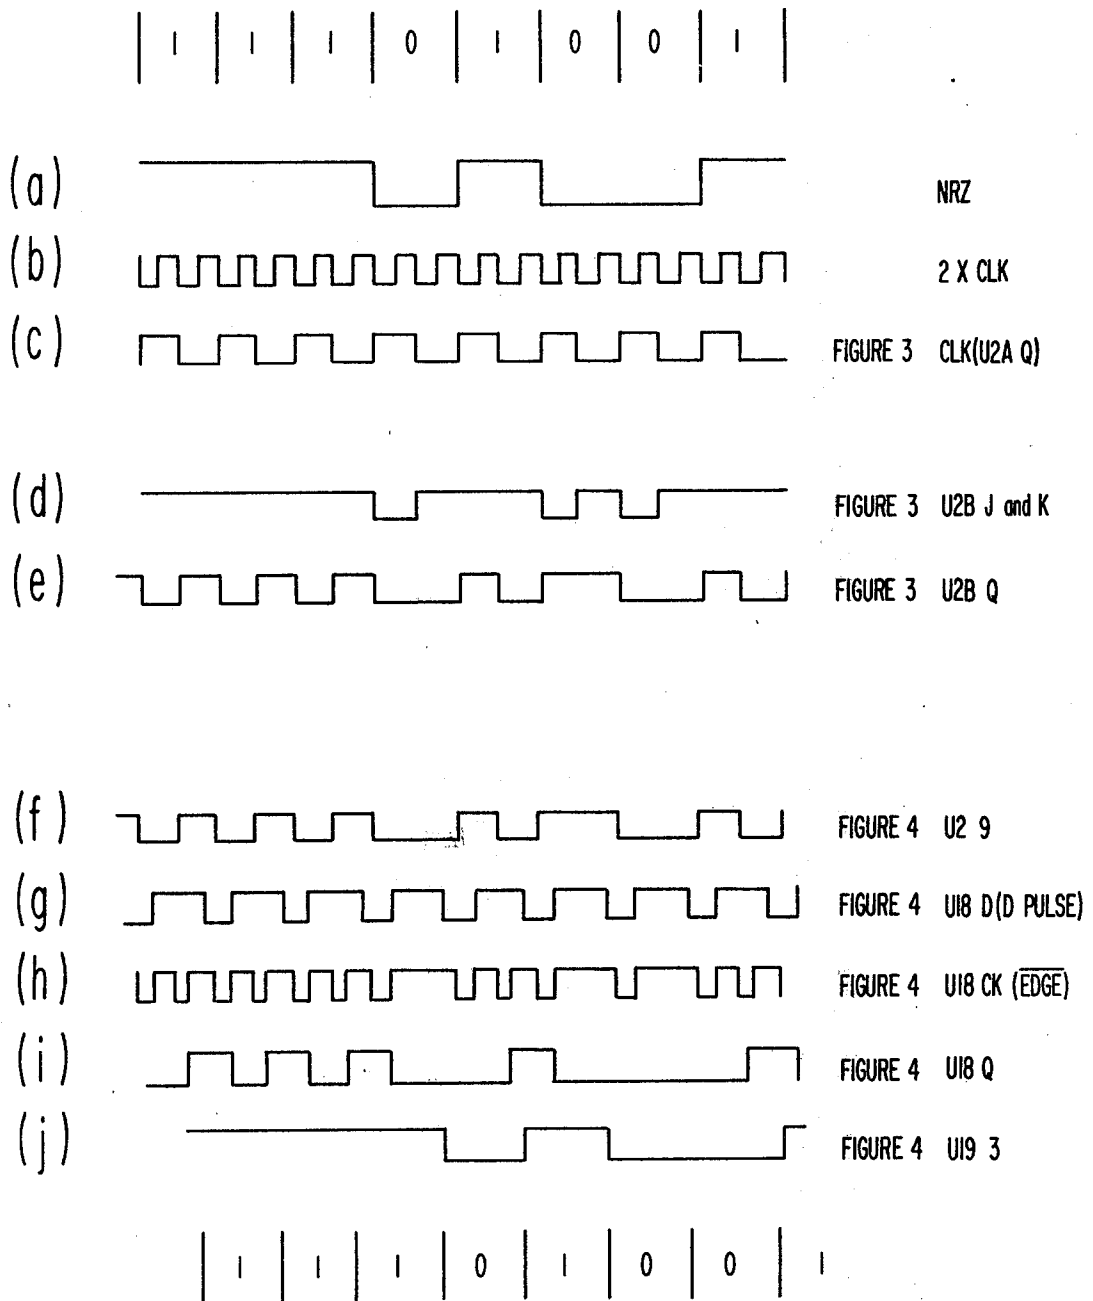 1 1 1 0 1 0 0 1
(a) NRZ
(b) 2 X CLK
(c) FIGURE 3 CLK(U2A Q)
(d) FIGURE 3 U2B J and K
(e) FIGURE 3 U2B Q
(f) FIGURE 4 U2 9
(g) FIGURE 4 U18 D(D PULSE)
(h) FIGURE 4 U18 CK (EDGE)
(i) FIGURE 4 U18 Q
(j) FIGURE 4 U19 3
1 1 1 0 1 0 0 1